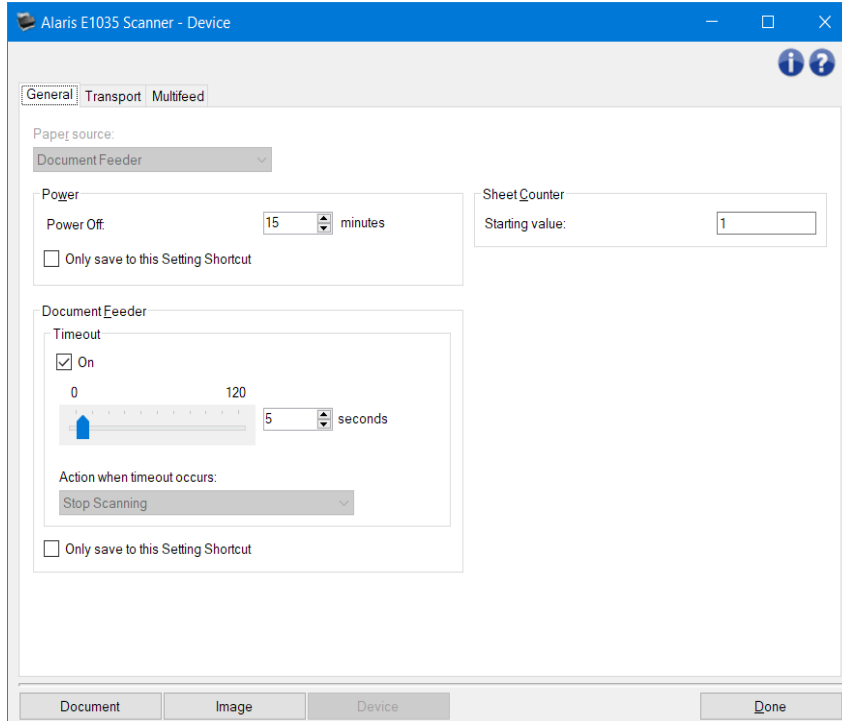 Alaris E1035 Scanner - Device
General Transport Multifeed
Paper source:
Document Feeder
Power
Power Off: 15 minutes
Only save to this Setting Shortcut
Sheet Counter
Starting value: 1
Document Feeder
Timeout
On
0 120
5 seconds
Action when timeout occurs:
Stop Scanning
Only save to this Setting Shortcut
Document Image Device Done